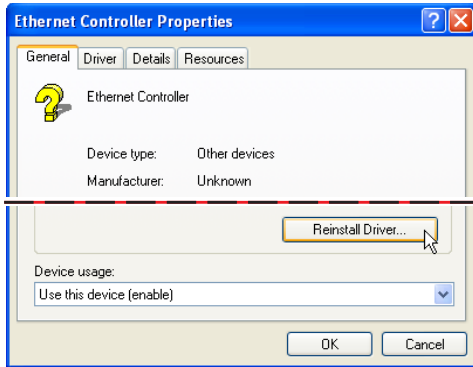 Ethernet Controller Properties
General Driver Details Resources
Ethernet Controller
Device type: Other devices
Manufacturer: Unknown
Reinstall Driver...
Device usage:
Use this device (enable)
OK Cancel